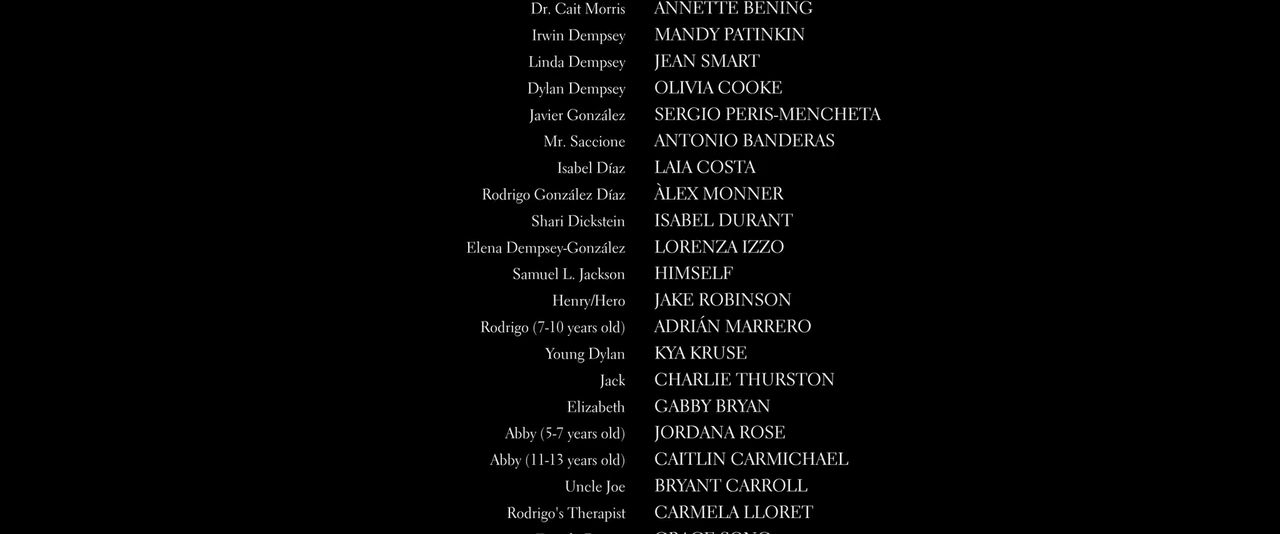 Dr. Cait Morris ANNETTE BENING
Irwin Dempsey MANDY PATINKIN
Linda Dempsey JEAN SMART
Dylan Dempsey OLIVIA COOKE
Javier González SERGIO PERIS-MENCHETA
Mr. Saccione ANTONIO BANDERAS
Isabel Díaz LAIA COSTA
Rodrigo González Díaz ÀLEX MONNER
Shari Dickstein ISABEL DURANT
Elena Dempsey-González LORENZA IZZO
Samuel L. Jackson HIMSELF
Henry/Hero JAKE ROBINSON
Rodrigo (7-10 years old) ADRIÁN MARRERO
Young Dylan KYA KRUSE
Jack CHARLIE THURSTON
Elizabeth GABBY BRYAN
Abby (5-7 years old) JORDANA ROSE
Abby (11-13 years old) CAITLIN CARMICHAEL
Uncle Joe BRYANT CARROLL
Rodrigo's Therapist CARMELA LLORET